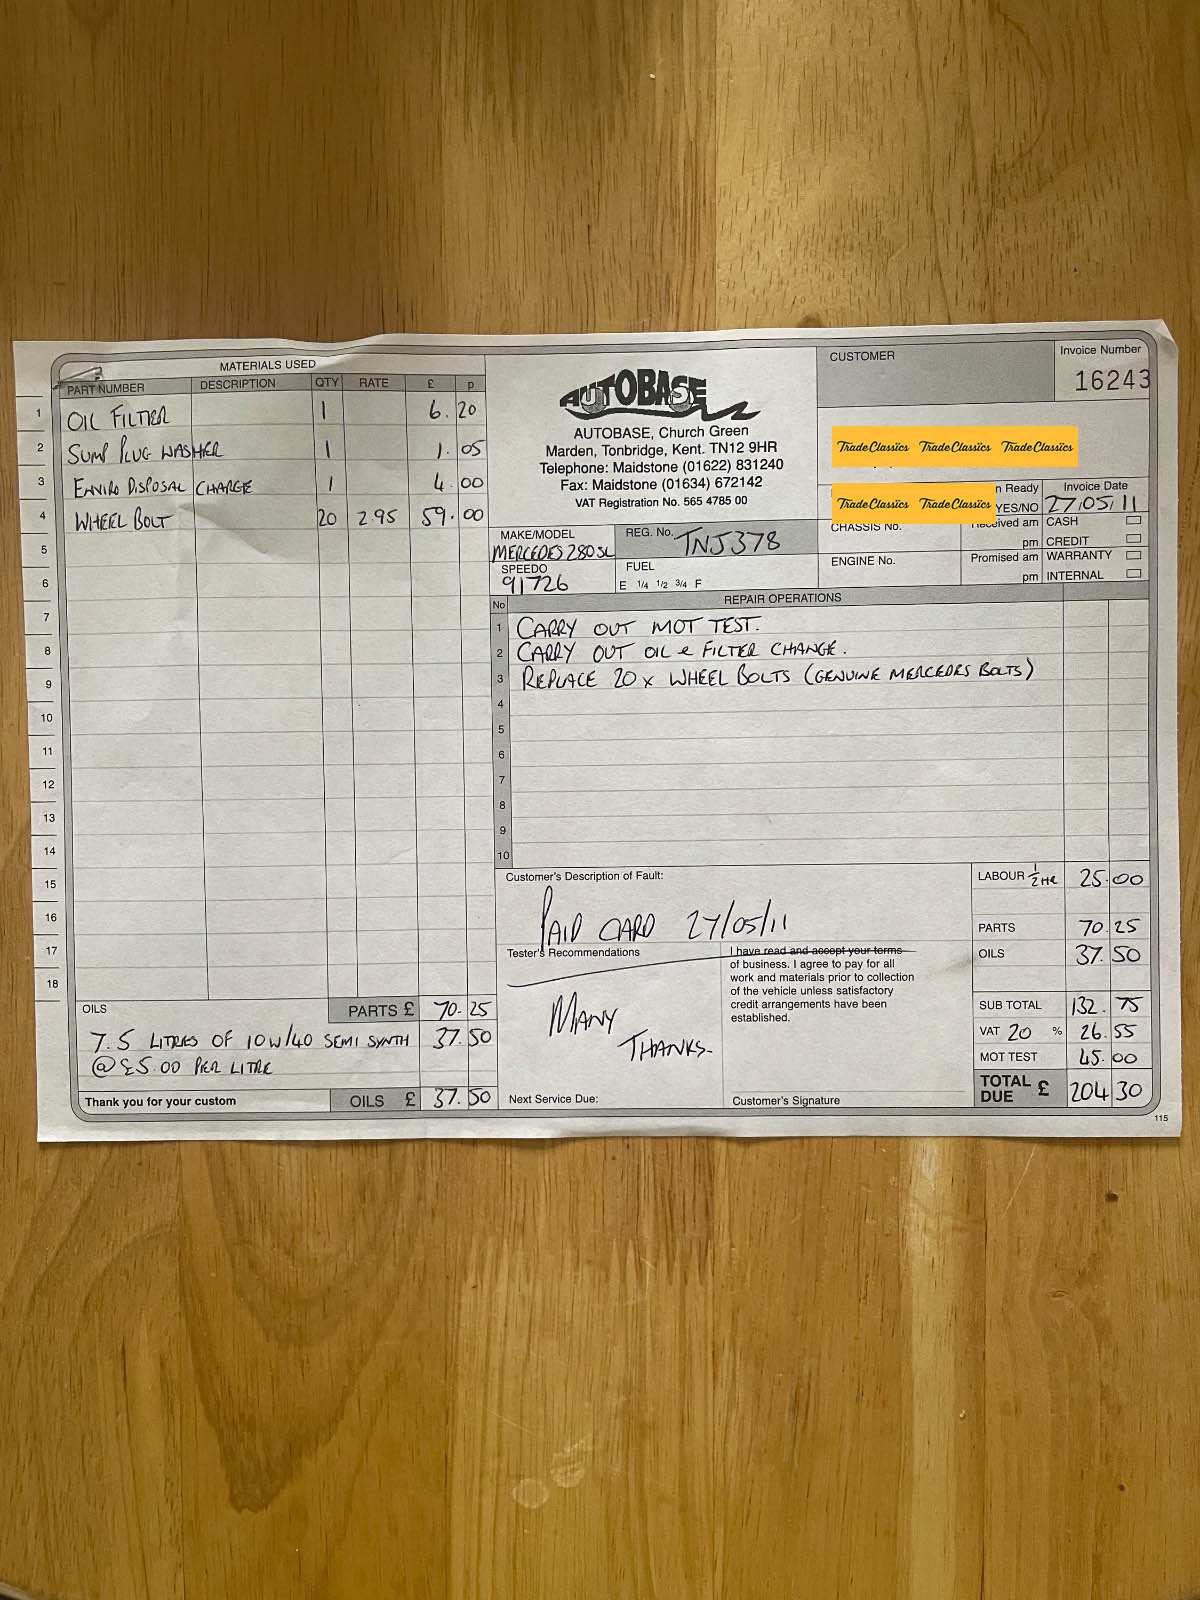 MATERIALS USED
PART NUMBER DESCRIPTION QTY RATE £ p
1 OIL FILTER 1 6. 20
2 SUMP PLUG WASHER 1 1. 05
3 ENVIRO DISPOSAL CHARGE 1 4. 00
4 WHEEL BOLT 20 2.95 59. 00
5
6
7
8
9
10
11
12
13
14
15
16
17
18
OILS PARTS £ 70. 25
7.5 LITRES OF 10W/40 SEMI SYNTH 37. 50
@ £5.00 PER LITRE
Thank you for your custom OILS £ 37. 50
AUTOBASE
AUTOBASE, Church Green
Marden, Tonbridge, Kent. TN12 9HR
Telephone: Maidstone (01622) 831240
Fax: Maidstone (01634) 672142
VAT Registration No. 565 4785 00
CUSTOMER
Invoice Number
16243
TradeClassics TradeClassics TradeClassics
TradeClassics TradeClassics
n Ready
YES/NO
Invoice Date
27/05/11
MAKE/MODEL
MERCEDES 280SL
REG. No. TNJ378
CHASSIS No.
Received am
pm
CASH
CREDIT
SPEEDO
91726
FUEL
E 1/4 1/2 3/4 F
ENGINE No.
Promised am
pm
WARRANTY
INTERNAL
No REPAIR OPERATIONS
1 CARRY OUT MOT TEST.
2 CARRY OUT OIL & FILTER CHANGE.
3 REPLACE 20x WHEEL BOLTS (GENUINE MERCEDES BOLTS)
4
5
6
7
8
9
10
Customer's Description of Fault:
PAID CARD 27/05/11
Tester's Recommendations
MANY
THANKS.
Next Service Due:
I have read and accept your terms
of business. I agree to pay for all
work and materials prior to collection
of the vehicle unless satisfactory
credit arrangements have been
established.
Customer's Signature
LABOUR 1/2 HR 25.00
PARTS 70 25
OILS 37. 50
SUB TOTAL 132. 75
VAT 20 % 26. 55
MOT TEST 45. 00
TOTAL DUE £ 204 30
115